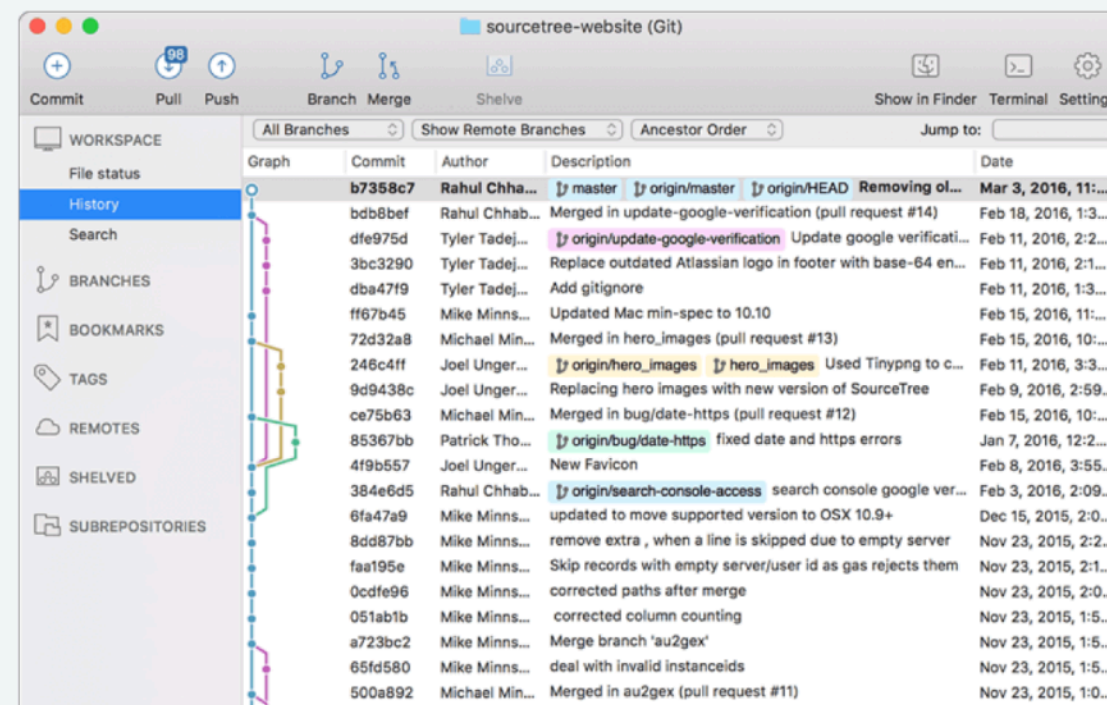 sourcetree-website (Git)
98
Commit Pull Push Branch Merge Shelve Show in Finder Terminal Setting
WORKSPACE
File status
History
Search
BRANCHES
BOOKMARKS
TAGS
REMOTES
SHELVED
SUBREPOSITORIES
All Branches Show Remote Branches Ancestor Order Jump to:
Graph Commit Author Description Date
b7358c7 Rahul Chha... master origin/master origin/HEAD Removing ol... Mar 3, 2016, 11:...
bdb8bef Rahul Chhab... Merged in update-google-verification (pull request #14) Feb 18, 2016, 1:3...
dfe975d Tyler Tadej... origin/update-google-verification Update google verificati... Feb 11, 2016, 2:2...
3bc3290 Tyler Tadej... Replace outdated Atlassian logo in footer with base-64 en... Feb 11, 2016, 2:1...
dba47f9 Tyler Tadej... Add gitignore Feb 11, 2016, 1:3...
ff67b45 Mike Minns... Updated Mac min-spec to 10.10 Feb 15, 2016, 11:...
72d32a8 Michael Min... Merged in hero_images (pull request #13) Feb 15, 2016, 10:...
246c4ff Joel Unger... origin/hero_images hero_images Used Tinypng to c... Feb 11, 2016, 3:3...
9d9438c Joel Unger... Replacing hero images with new version of SourceTree Feb 9, 2016, 2:59...
ce75b63 Michael Min... Merged in bug/date-https (pull request #12) Feb 15, 2016, 10:...
85367bb Patrick Tho... origin/bug/date-https fixed date and https errors Jan 7, 2016, 12:2...
4f9b557 Joel Unger... New Favicon Feb 8, 2016, 3:55...
384e6d5 Rahul Chhab... origin/search-console-access search console google ver... Feb 3, 2016, 2:09...
6fa47a9 Mike Minns... updated to move supported version to OSX 10.9+ Dec 15, 2015, 2:0...
8dd87bb Mike Minns... remove extra , when a line is skipped due to empty server Nov 23, 2015, 2:2...
faa195e Mike Minns... Skip records with empty server/user id as gas rejects them Nov 23, 2015, 2:1...
0cdfe96 Mike Minns... corrected paths after merge Nov 23, 2015, 2:0...
051ab1b Mike Minns... corrected column counting Nov 23, 2015, 1:5...
a723bc2 Mike Minns... Merge branch 'au2gex' Nov 23, 2015, 1:5...
65fd580 Mike Minns... deal with invalid instanceids Nov 23, 2015, 1:5...
500a892 Michael Min... Merged in au2gex (pull request #11) Nov 23, 2015, 1:0...